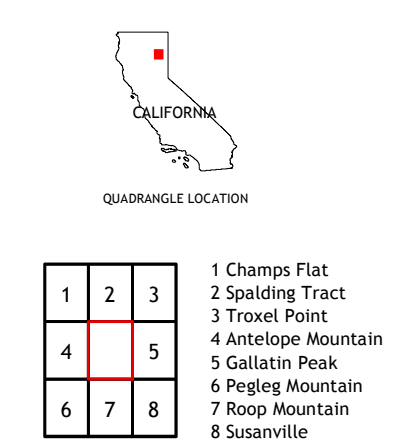 CALIFORNIA
QUADRANGLE LOCATION
1 2 3
4 5
6 7 8
1 Champs Flat
2 Spalding Tract
3 Troxel Point
4 Antelope Mountain
5 Gallatin Peak
6 Pegleg Mountain
7 Roop Mountain
8 Susanville